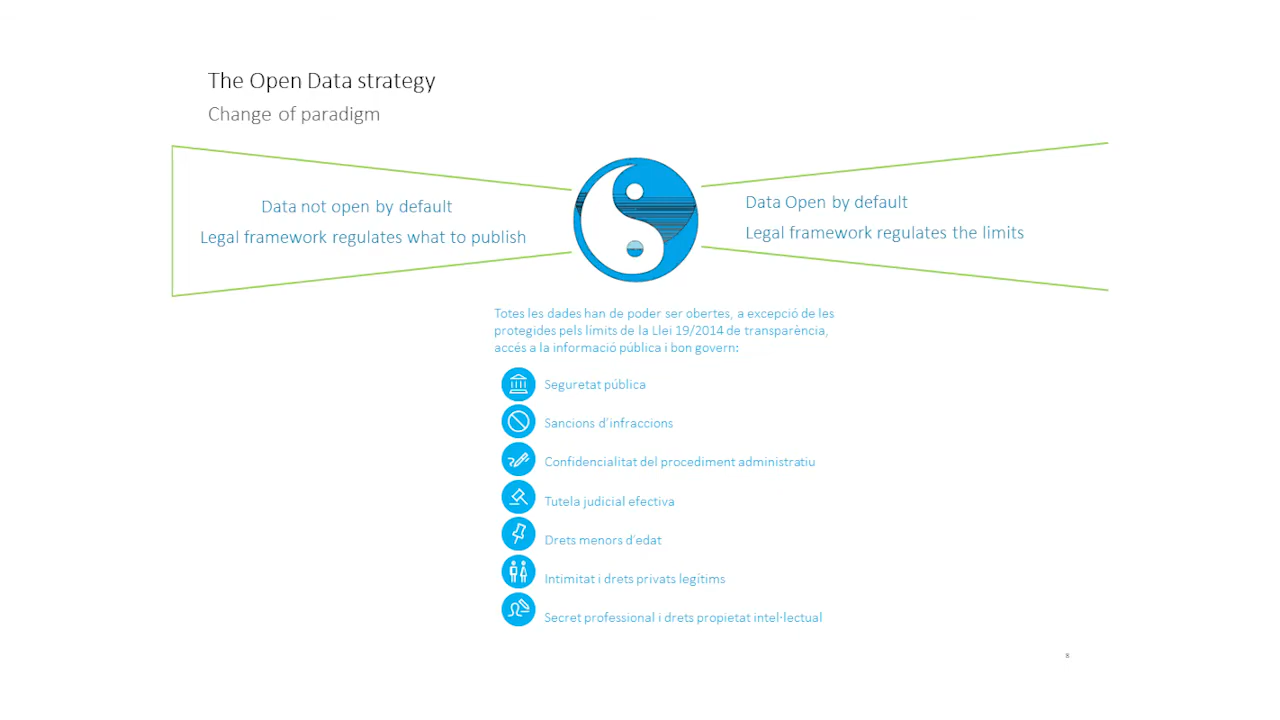 The Open Data strategy
Change of paradigm
Data not open by default
Legal framework regulates what to publish
Data Open by default
Legal framework regulates the limits
Totes les dades han de poder ser obertes, a excepció de les
protegides pels límits de la Llei 19/2014 de transparència,
accés a la informació pública i bon govern:
Seguretat pública
Sancions d'infraccions
Confidencialitat del procediment administratiu
Tutela judicial efectiva
Drets menors d'edat
Intimitat i drets privats legítims
Secret professional i drets propietat intel·lectual